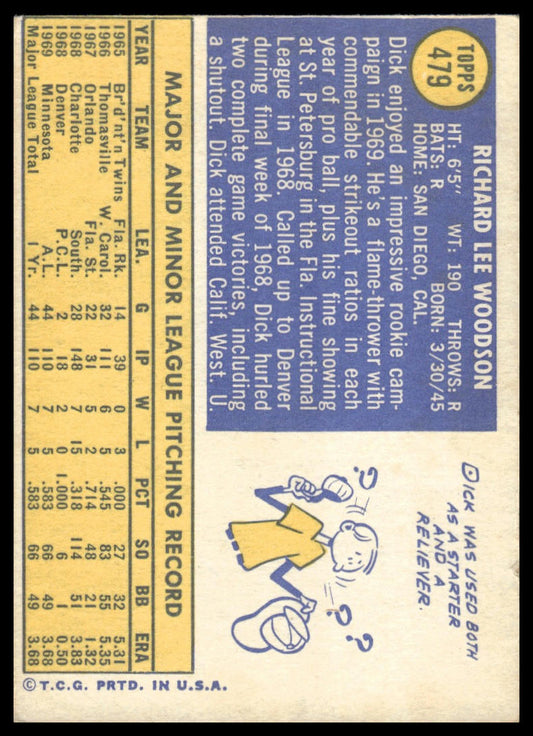 TOPPS
479
RICHARD LEE WOODSON
HT: 6'5" WT: 190 THROWS: R
BATS: R BORN: 3/30/45
HOME: SAN DIEGO, CAL.
Dick enjoyed an impressive rookie cam-
paign in 1969. He's a flame-thrower with
commendable strikeout ratios in each
year of pro ball, plus his fine showing
at St. Petersburg in the Fla. Instructional
League in 1968. Called up to Denver
during final week of 1968, Dick hurled
two complete game victories, including
a shutout. Dick attended Calif. West. U.
DICK WAS USED BOTH
AS A STARTER
AND A
RELIEVER.
? ? ?
MAJOR AND MINOR LEAGUE PITCHING RECORD
YEAR TEAM LEA. G IP W L PCT SO BB ERA
1965 Br'd'nt'n Twins Fla. Rk. 14 39 0 3 .000 27 32 5.31
1966 Thomasville W. Carol. 32 111 6 5 .545 83 55 5.35
1967 Orlando Fla. St. 22 31 5 2 .714 48 21 1.32
1968 Charlotte South. 28 148 7 15 .318 114 51 3.83
1968 Denver P.C.L. 2 18 2 0 1.000 6 1 0.50
1969 Minnesota A.L. 44 110 7 5 .583 66 49 3.68
Major League Total 1 Yr. 44 110 7 5 .583 66 49 3.68
© T.C.G. PRTD. IN U.S.A.